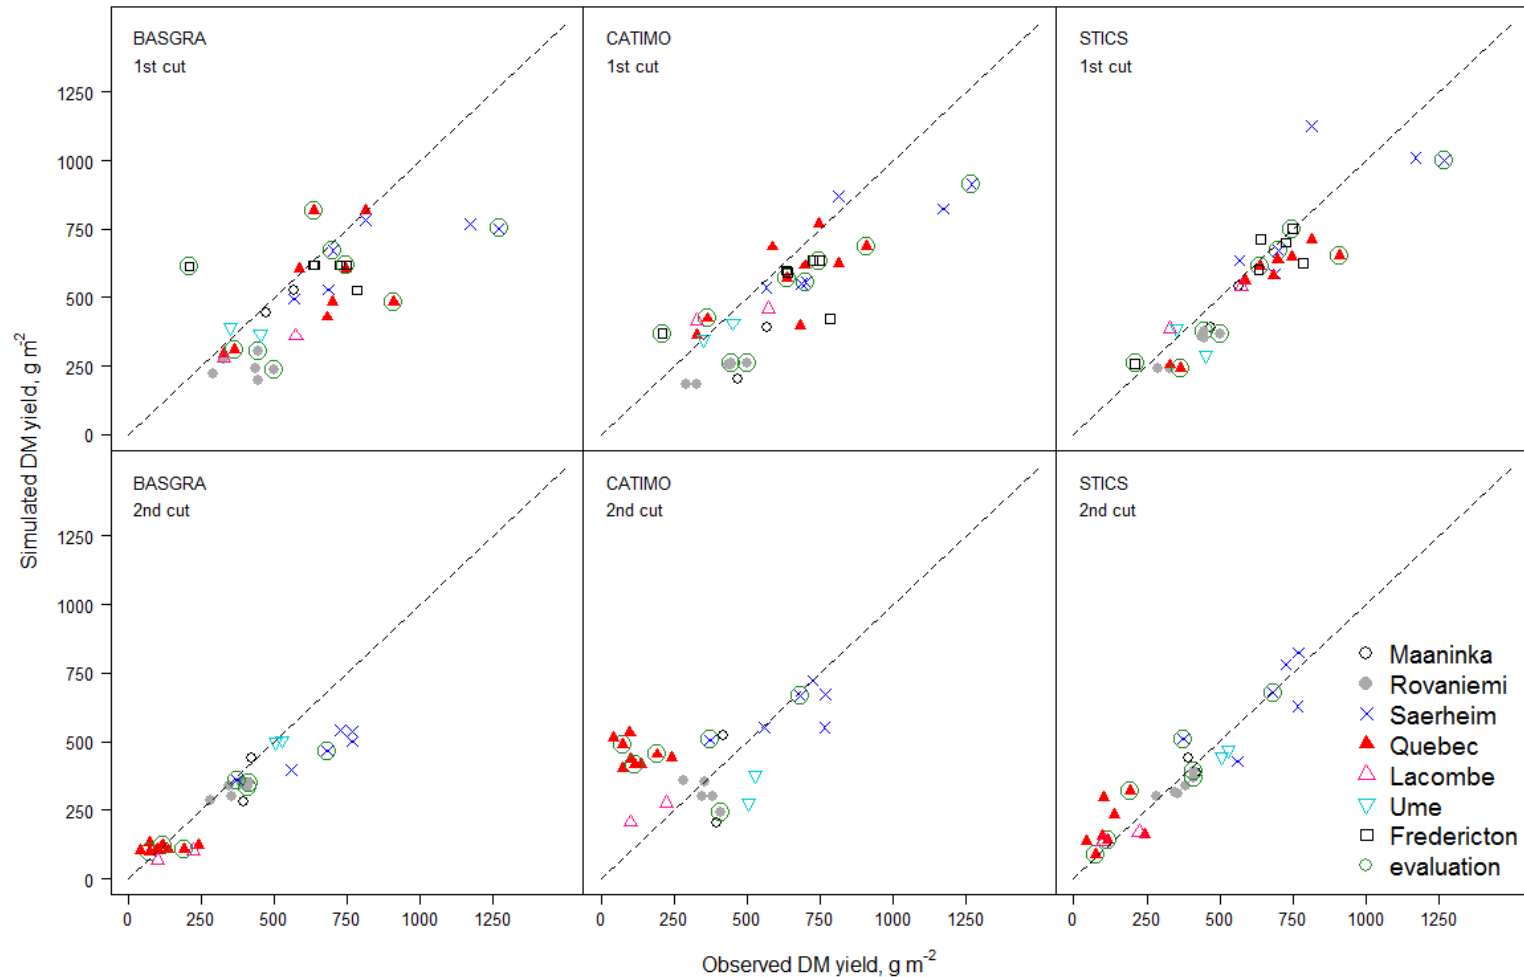 BASGRA
1st cut
CATIMO
1st cut
STICS
1st cut
1250
1000
750
500
250
0
BASGRA
2nd cut
CATIMO
2nd cut
STICS
2nd cut
1250
1000
750
500
250
0
Simulated DM yield, g m⁻²
Maaninka
Rovaniemi
Saerheim
Quebec
Lacombe
Ume
Fredericton
evaluation
0 250 500 750 1000 1250
0 250 500 750 1000 1250
0 250 500 750 1000 1250
Observed DM yield, g m⁻²